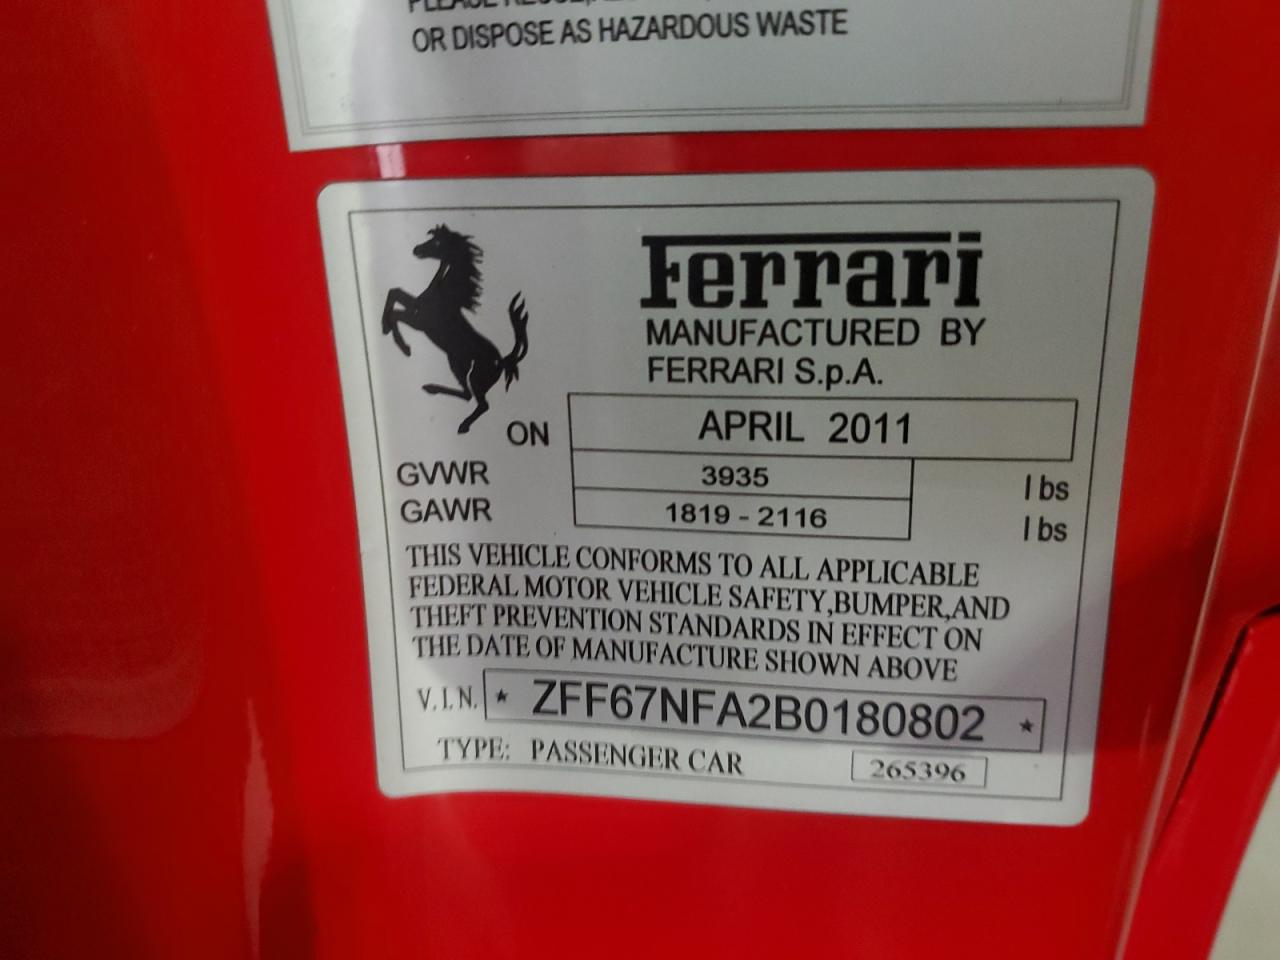 OR DISPOSE AS HAZARDOUS WASTE
Ferrari
MANUFACTURED BY
FERRARI S.p.A.
ON APRIL 2011
GVWR 3935 lbs
GAWR 1819 - 2116 lbs
THIS VEHICLE CONFORMS TO ALL APPLICABLE
FEDERAL MOTOR VEHICLE SAFETY,BUMPER,AND
THEFT PREVENTION STANDARDS IN EFFECT ON
THE DATE OF MANUFACTURE SHOWN ABOVE
V.I.N. * ZFF67NFA2B0180802 *
TYPE: PASSENGER CAR 265396